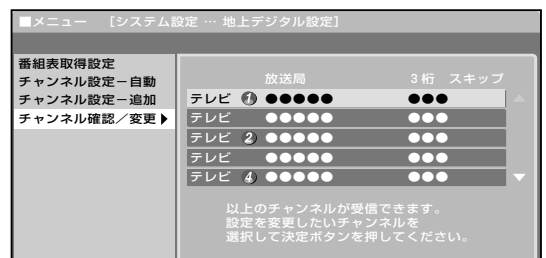 ■メニュー [システム設定 … 地上デジタル設定]
番組表取得設定
チャンネル設定－自動
チャンネル設定－追加
チャンネル確認／変更▶
放送局 3桁 スキップ
テレビ ① ●●●●● ●●●
テレビ ●●●●● ●●●
テレビ ② ●●●●● ●●●
テレビ ●●●●● ●●●
テレビ ④ ●●●●● ●●●
以上のチャンネルが受信できます。
設定を変更したいチャンネルを
選択して決定ボタンを押してください。